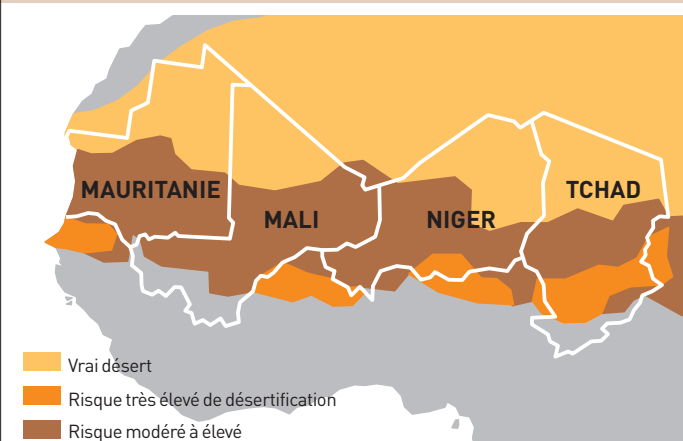 MAURITANIE
MALI
NIGER
TCHAD
Vrai désert
Risque très élevé de désertification
Risque modéré à élevé